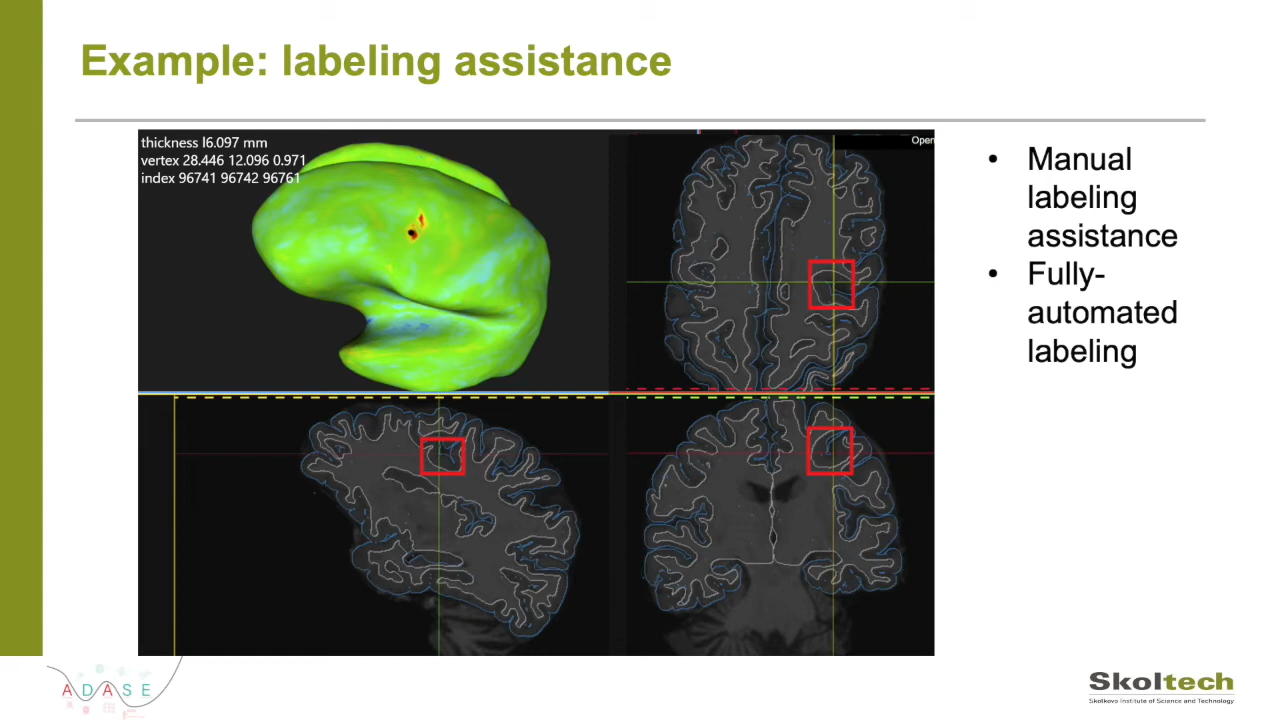 Example: labeling assistance
thickness l6.097 mm
vertex 28.446 12.096 0.971
index 96741 96742 96761
Open
• Manual
labeling
assistance
• Fully-
automated
labeling
ADASE
Skoltech
Skolkovo Institute of Science and Technology